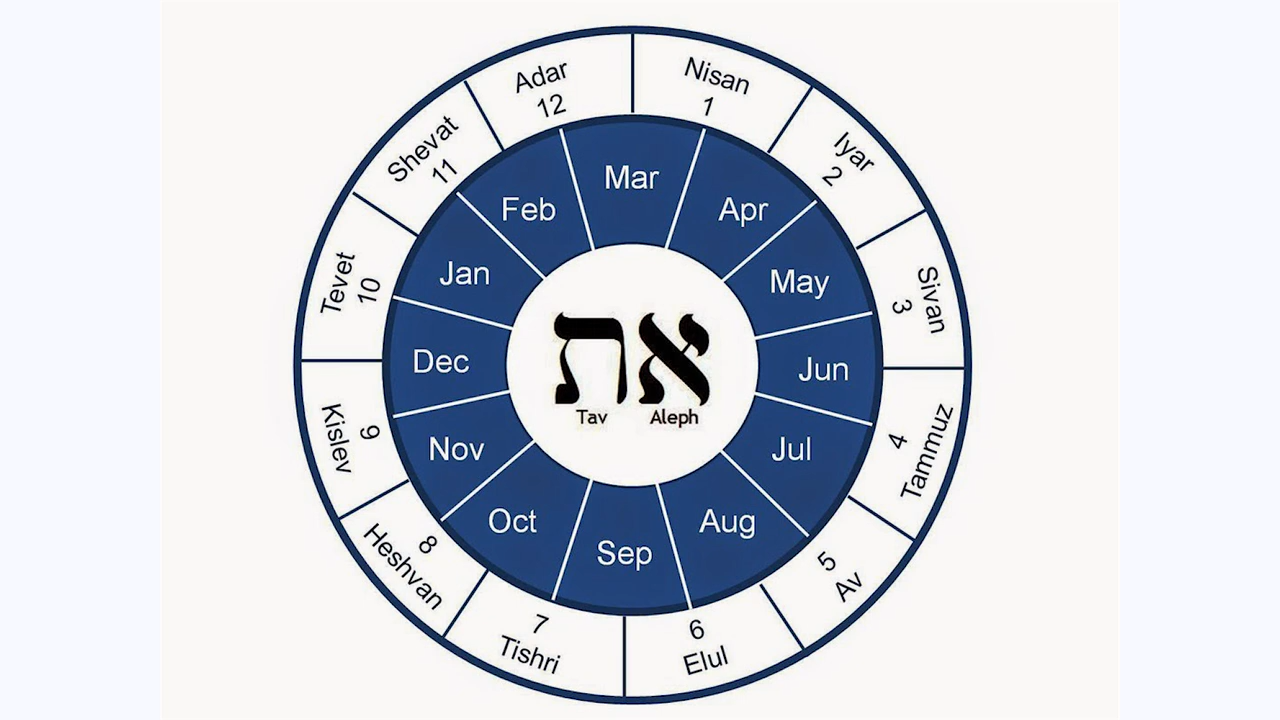 Nisan
1
Iyar
2
Sivan
3
Tammuz
4
5
Av
6
Elul
7
Tishri
8
Heshvan
9
Kislev
Tevet
10
Shevat
11
Adar
12
Mar
Apr
May
Jun
Jul
Aug
Sep
Oct
Nov
Dec
Jan
Feb
את
Tav Aleph